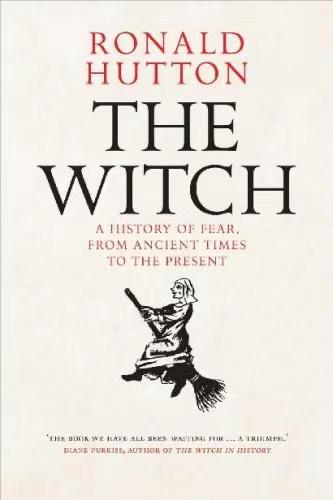 RONALD
HUTTON
THE
WITCH
A HISTORY OF FEAR,
FROM ANCIENT TIMES
TO THE PRESENT
'THE BOOK WE HAVE ALL BEEN WAITING FOR ... A TRIUMPH.'
DIANE PURKISS, AUTHOR OF THE WITCH IN HISTORY